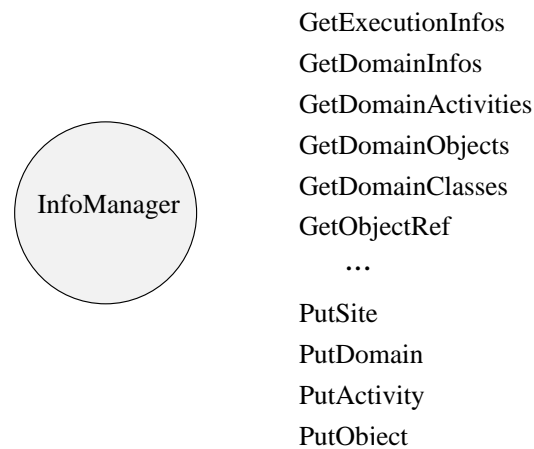 GetExecutionInfos
GetDomainInfos
GetDomainActivities
GetDomainObjects
GetDomainClasses
InfoManager
GetObjectRef
...
PutSite
PutDomain
PutActivity
PutObject